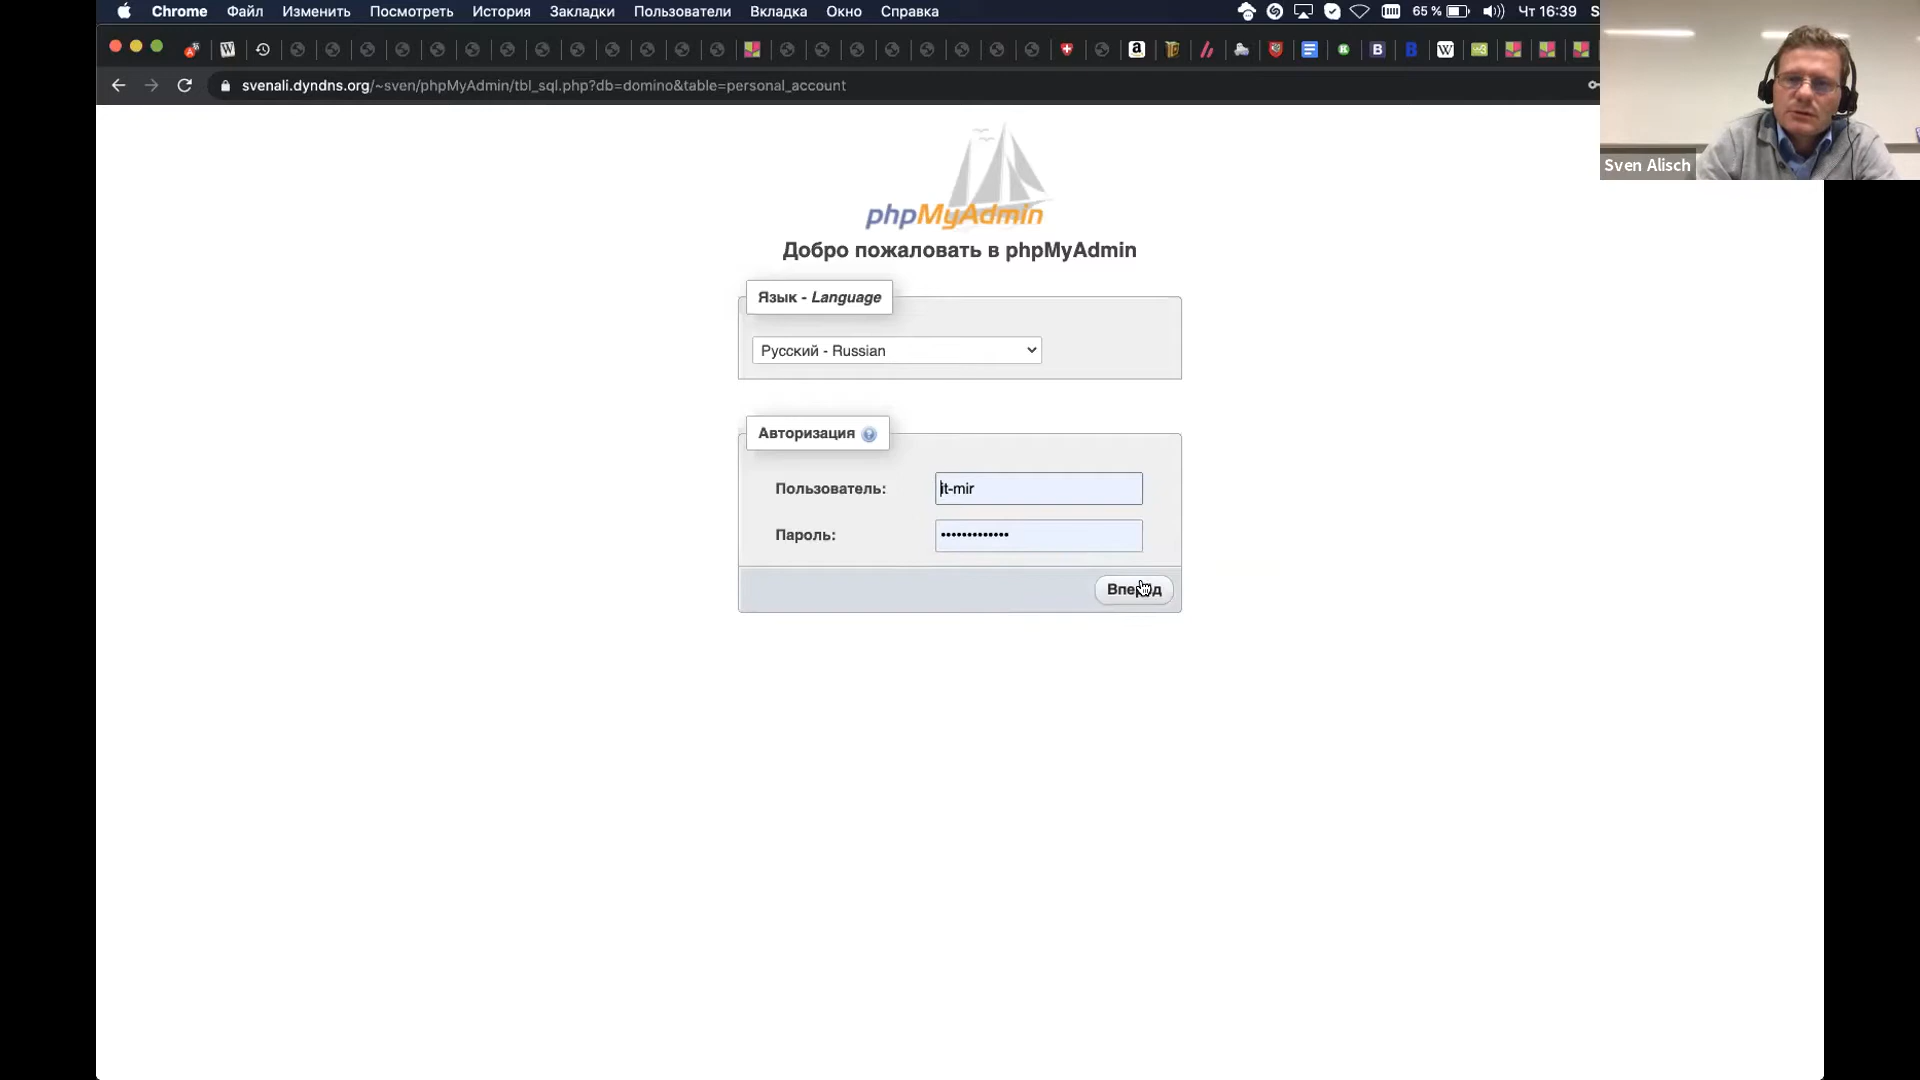 Chrome Файл Изменить Посмотреть История Закладки Пользователи Вкладка Окно Справка 65 % Чт 16:39 S
svenali.dyndns.org/~sven/phpMyAdmin/tbl_sql.php?db=domino&table=personal_account
Sven Alisch
phpMyAdmin
Добро пожаловать в phpMyAdmin
Язык - Language
Русский - Russian
Авторизация
Пользователь: it-mir
Пароль: •••••••••••••
Вперёд